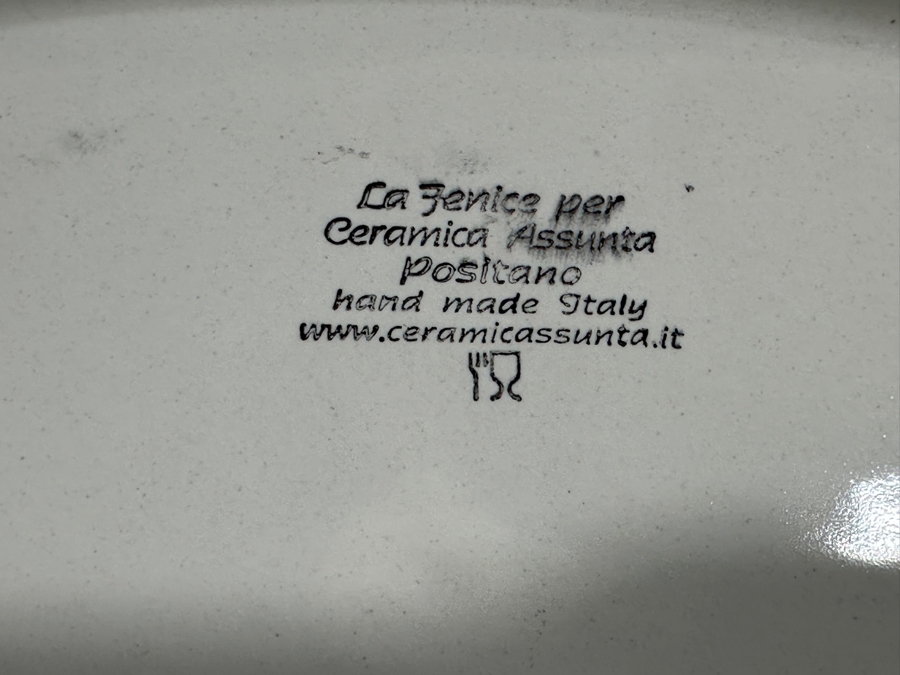 La Fenice per
Ceramica Assunta
Positano
hand made Italy
www.ceramicassunta.it